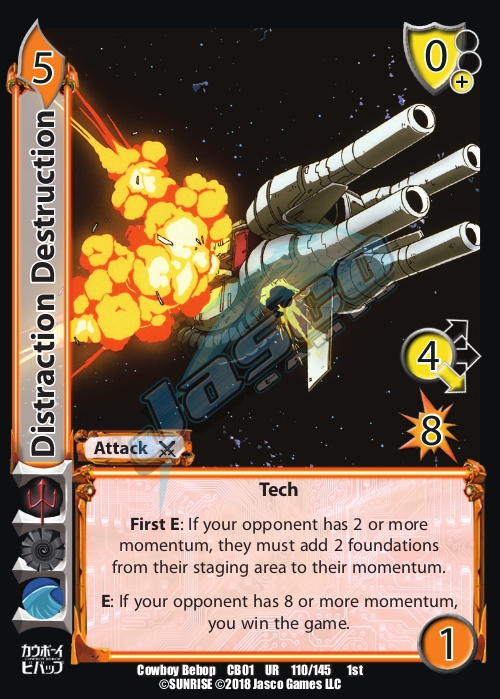 5
0
+
Distraction Destruction
Jasco
GAMES
4
8
Attack
Tech
First E: If your opponent has 2 or more
momentum, they must add 2 foundations
from their staging area to their momentum.
E: If your opponent has 8 or more momentum,
you win the game.
1
カウボーイ
ビバップ
Cowboy Bebop CB01 UR 110/145 1st
©SUNRISE ©2018 Jasco Games LLC